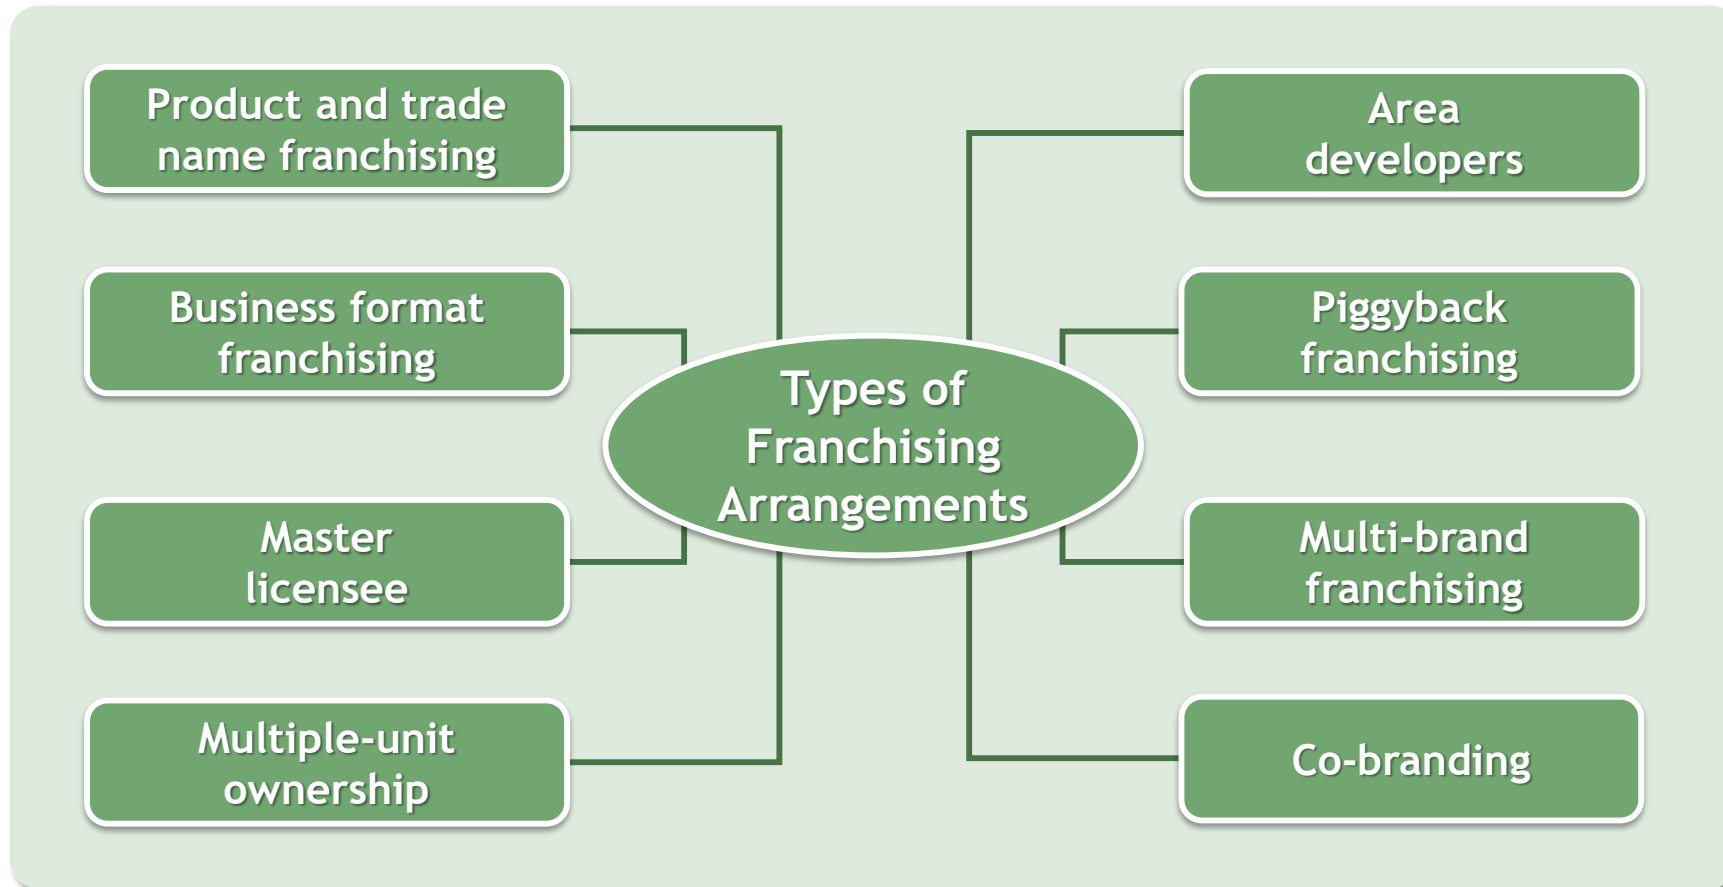 Product and trade
name franchising
Business format
franchising
Master
licensee
Multiple-unit
ownership
Types of
Franchising
Arrangements
Area
developers
Piggyback
franchising
Multi-brand
franchising
Co-branding